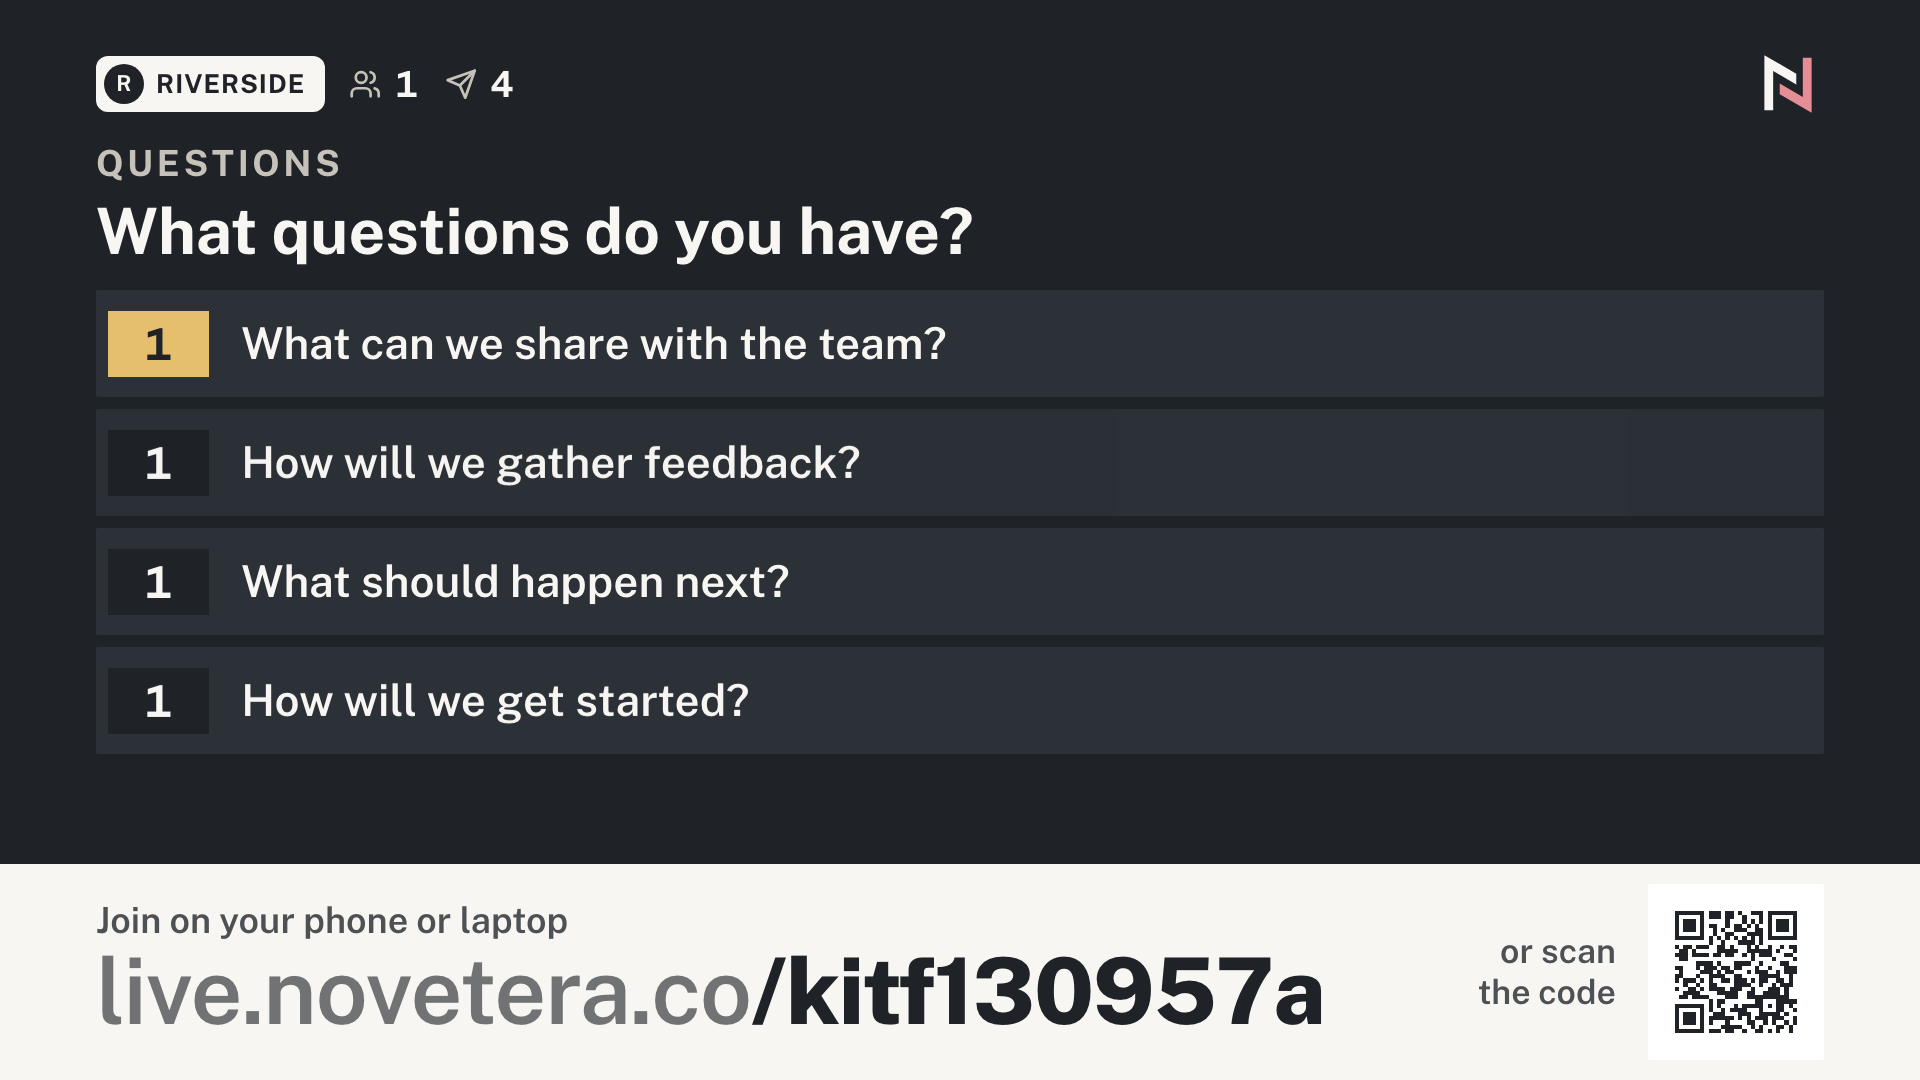 R RIVERSIDE 1 4
QUESTIONS
What questions do you have?
1 What can we share with the team?
1 How will we gather feedback?
1 What should happen next?
1 How will we get started?
Join on your phone or laptop
live.novetera.co/kitf130957a
or scan
the code